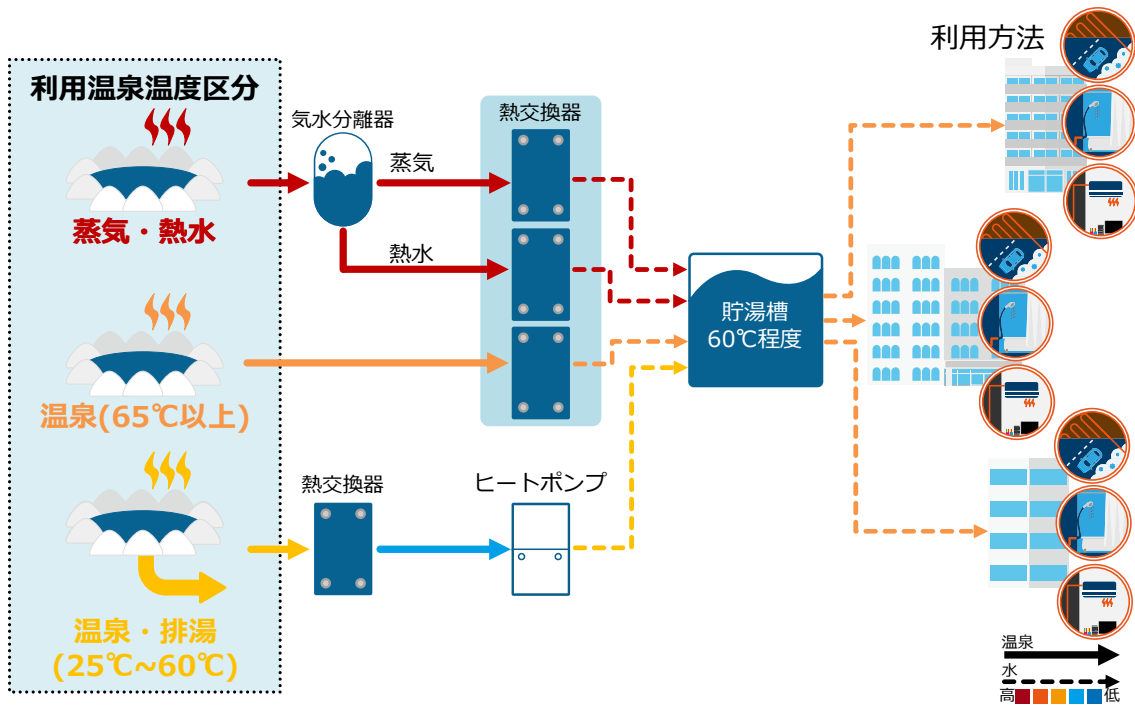 利用方法
利用温泉温度区分
蒸気・熱水
温泉(65℃以上)
温泉・排湯
(25℃~60℃)
気水分離器
蒸気
熱水
熱交換器
熱交換器
ヒートポンプ
貯湯槽
60℃程度
温泉
水
高 低